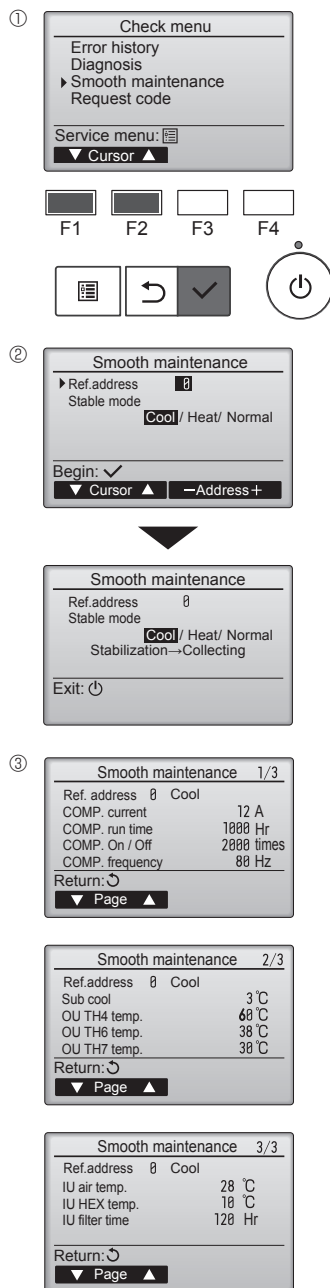 ①
Check menu
Error history
Diagnosis
Smooth maintenance
Request code
Service menu:
▼ Cursor ▲
F1 F2 F3 F4
②
Smooth maintenance
Ref.address 0
Stable mode
Cool / Heat/ Normal
Begin: ✓
▼ Cursor ▲ −Address+
Smooth maintenance
Ref.address 0
Stable mode
Cool / Heat/ Normal
Stabilization→Collecting
Exit:
③
Smooth maintenance 1/3
Ref. address 0 Cool
COMP. current 12 A
COMP. run time 1000 Hr
COMP. On / Off 2000 times
COMP. frequency 80 Hz
Return:
▼ Page ▲
Smooth maintenance 2/3
Ref.address 0 Cool
Sub cool 3℃
OU TH4 temp. 60℃
OU TH6 temp. 38℃
OU TH7 temp. 30℃
Return:
▼ Page ▲
Smooth maintenance 3/3
Ref.address 0 Cool
IU air temp. 28 ℃
IU HEX temp. 10 ℃
IU filter time 120 Hr
Return:
▼ Page ▲